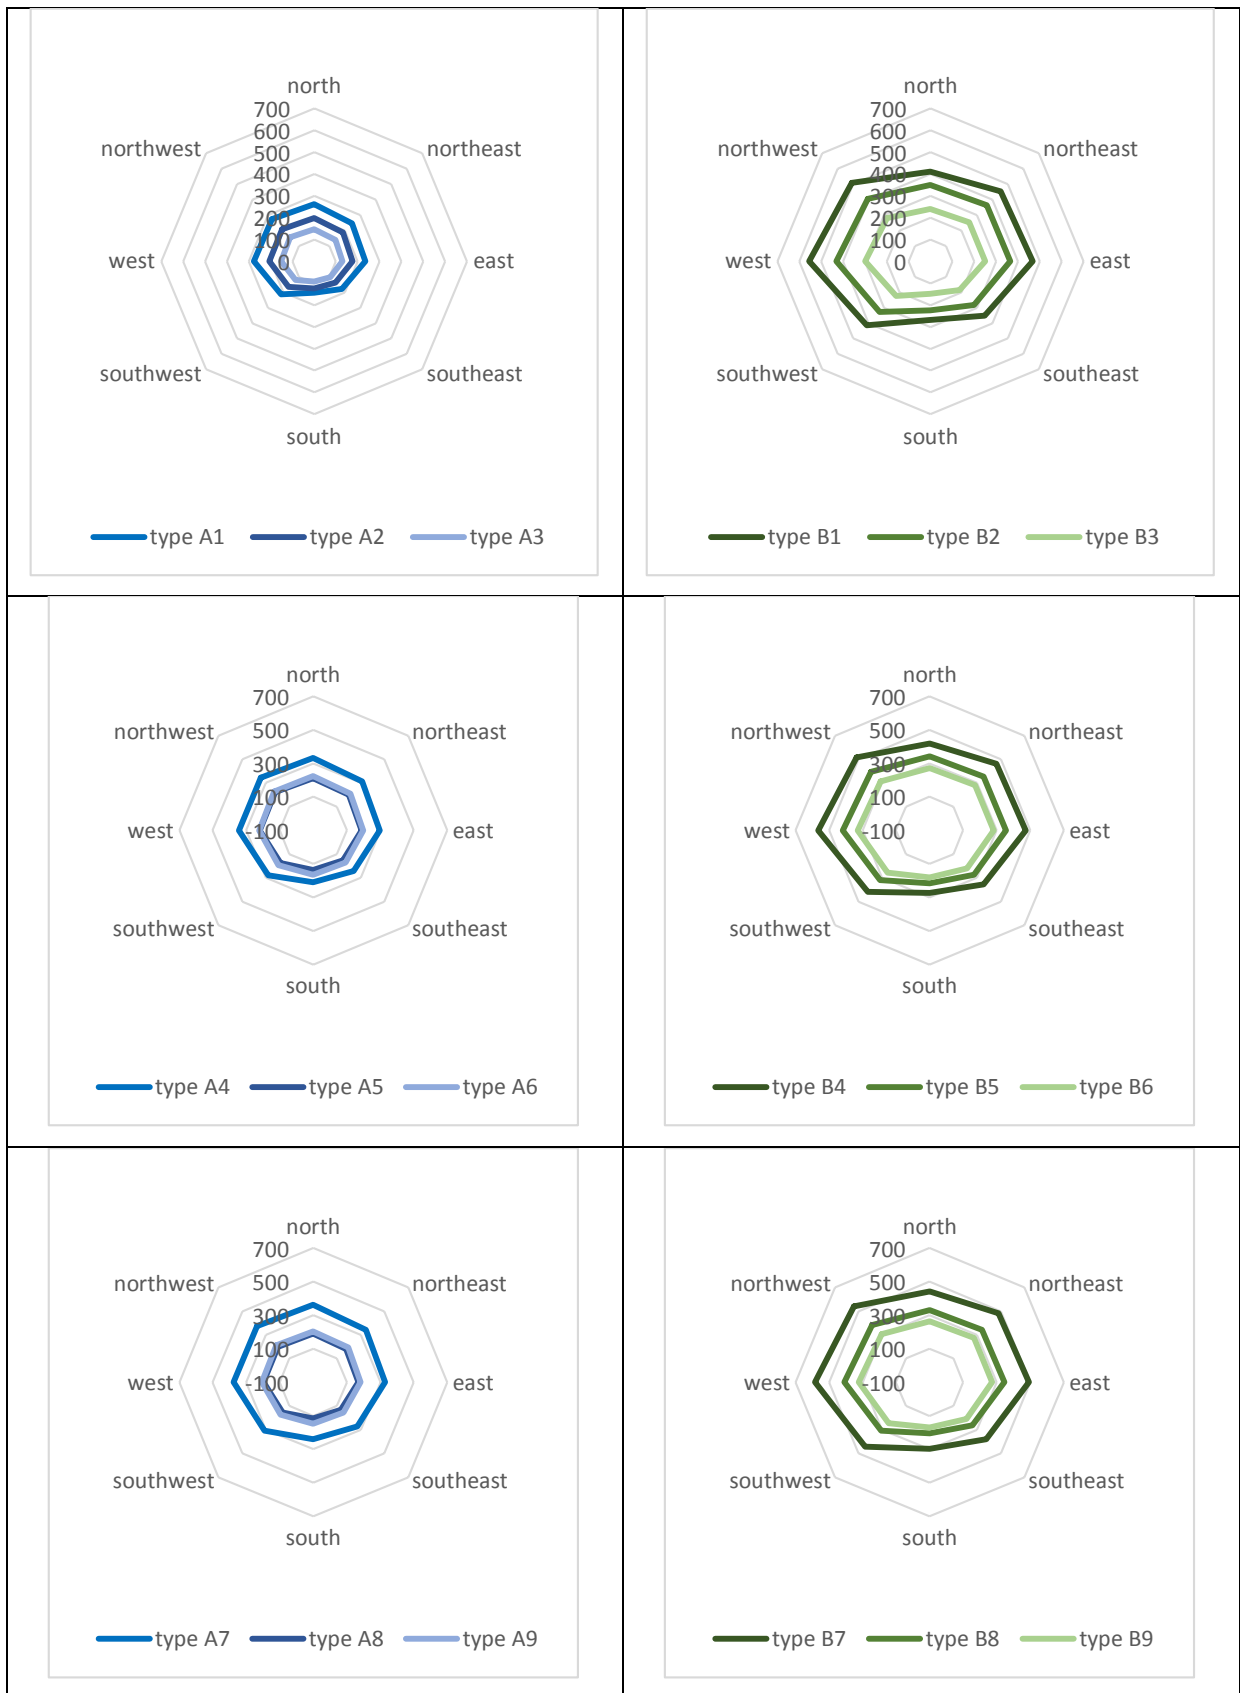 north
700
600
northwest 500 northeast
400
300
200
100
west 0 east
southwest southeast
south
type A1 type A2 type A3
north
700
600
northwest 500 northeast
400
300
200
100
west 0 east
southwest southeast
south
type B1 type B2 type B3
north
700
northwest 500 northeast
300
100
west -100 east
southwest southeast
south
type A4 type A5 type A6
north
700
northwest 500 northeast
300
100
west -100 east
southwest southeast
south
type B4 type B5 type B6
north
700
northwest 500 northeast
300
100
west -100 east
southwest southeast
south
type A7 type A8 type A9
north
700
northwest 500 northeast
300
100
west -100 east
southwest southeast
south
type B7 type B8 type B9